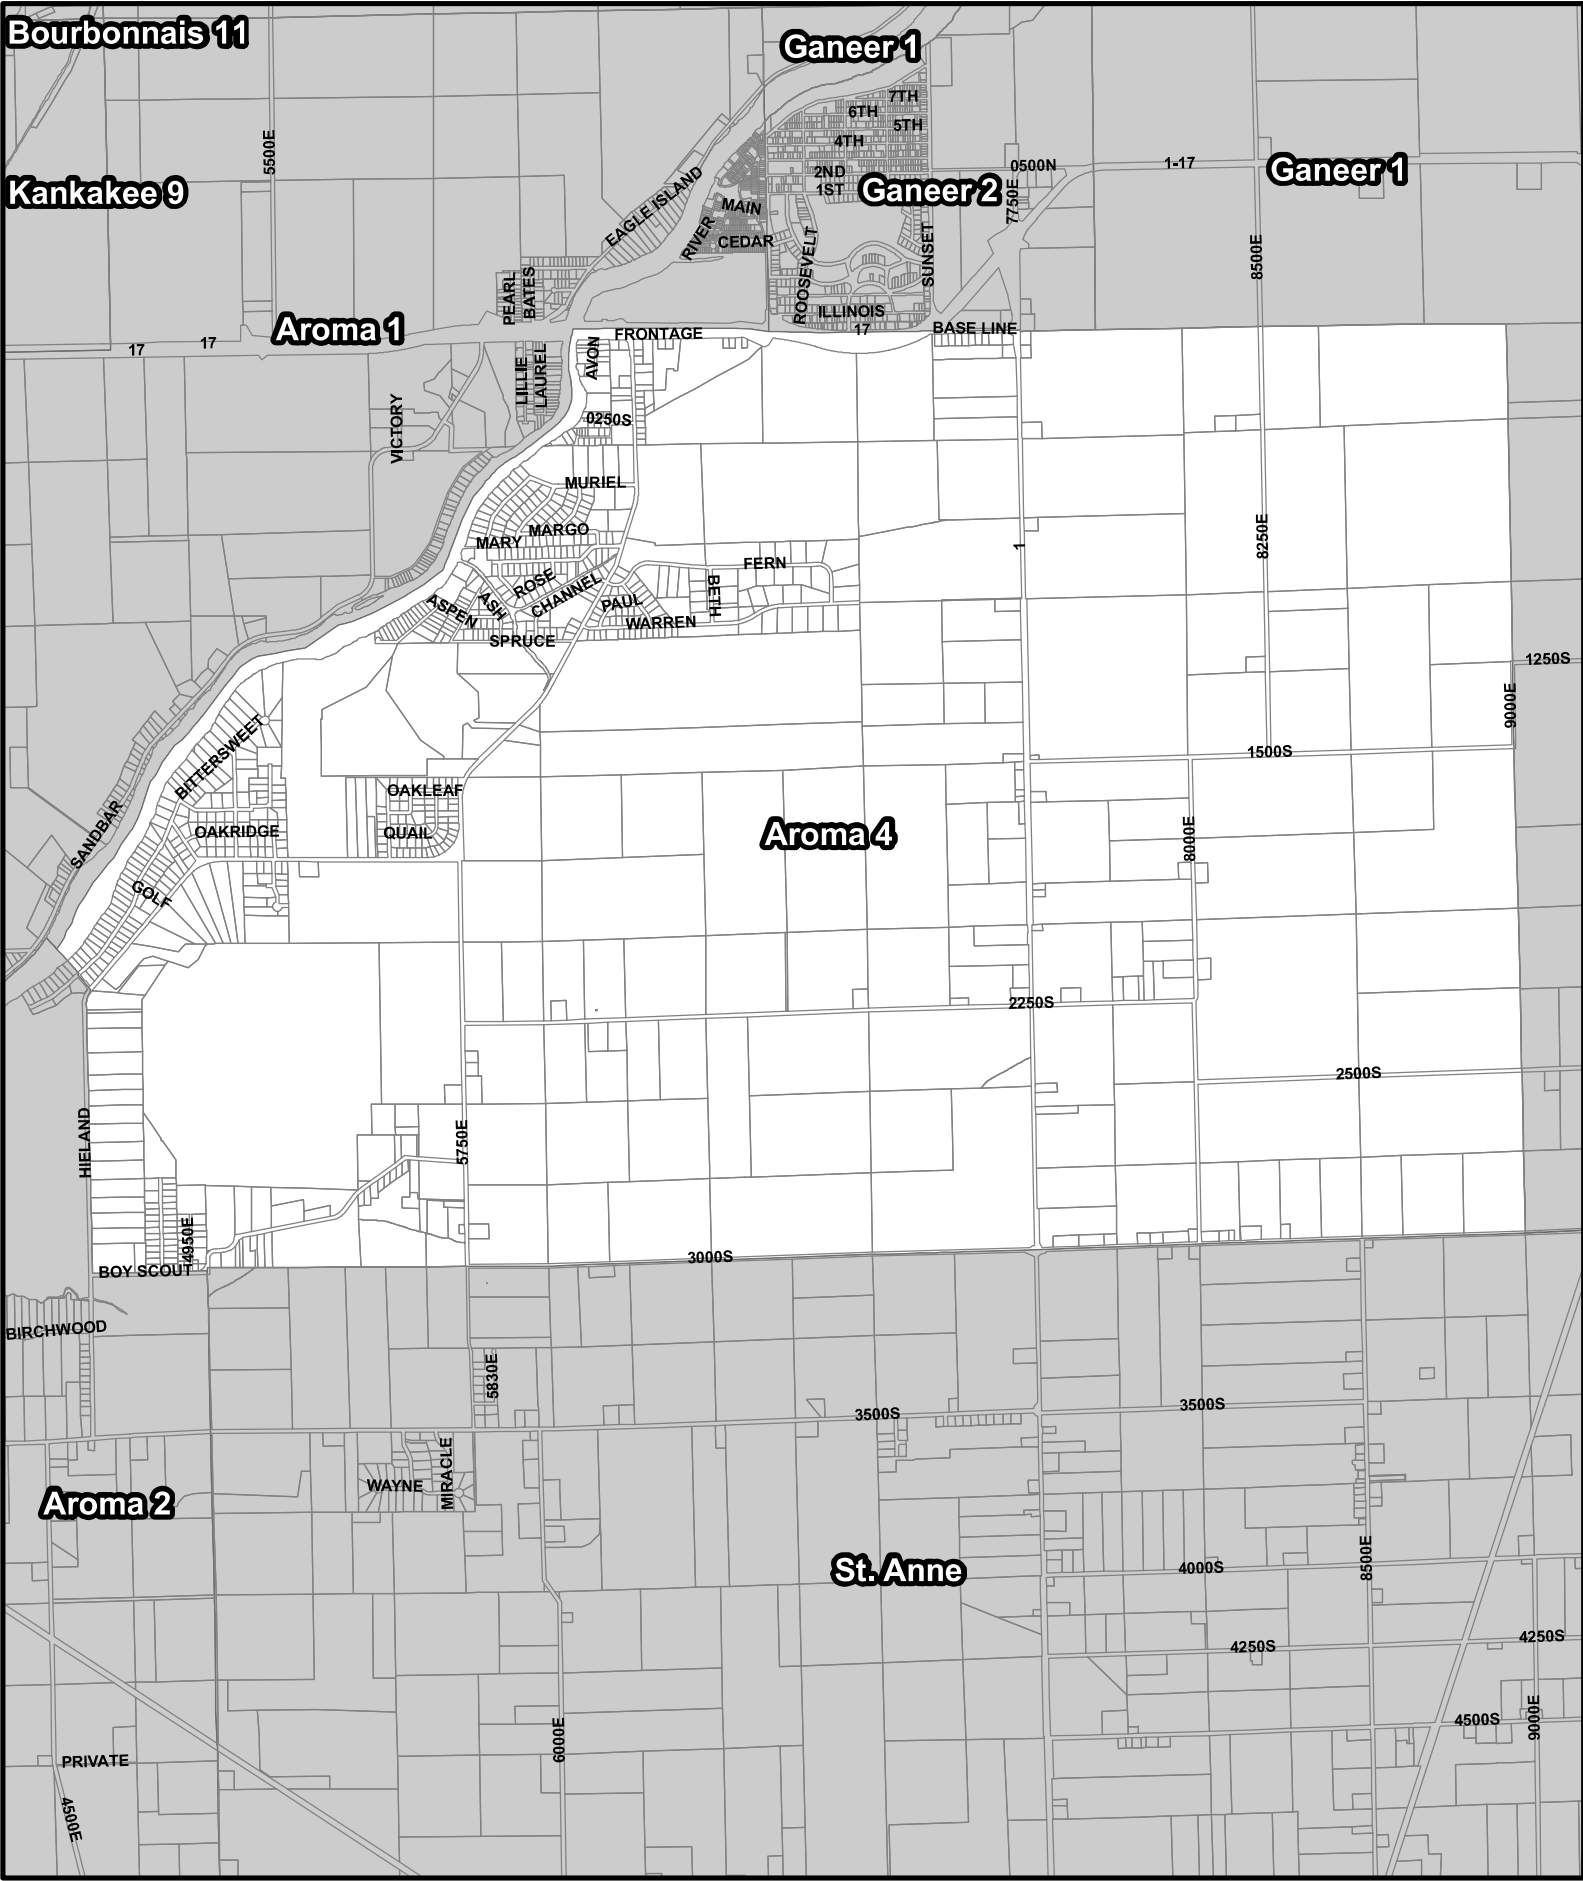 Bourbonnais 11
Ganeer 1
7TH
6TH
5TH
4TH
5500E
2ND
1ST
0500N
1-17
Ganeer 1
Kankakee 9
Ganeer 2
7750E
EAGLE ISLAND
MAIN
RIVER
CEDAR
ROOSEVELT
SUNSET
8500E
PEARL
BATES
ILLINOIS
17
BASE LINE
Aroma 1
FRONTAGE
17
17
AVON
LILLIE
LAUREL
VICTORY
0250S
MURIEL
MARGO
MARY
1
8250E
FERN
BETH
ROSE
CHANNEL
ASH
ASPEN
PAUL
WARREN
SPRUCE
1250S
9000E
BITTERSWEET
1500S
OAKLEAF
QUAIL
OAKRIDGE
SANDBAR
Aroma 4
8000E
GOLF
2250S
2500S
HIELAND
5750E
4950E
3000S
BOY SCOUT
BIRCHWOOD
5830E
3500S
3500S
WAYNE
MIRACLE
Aroma 2
St. Anne
4000S
8500E
4250S
4250S
4500S
9000E
6000E
PRIVATE
4500E